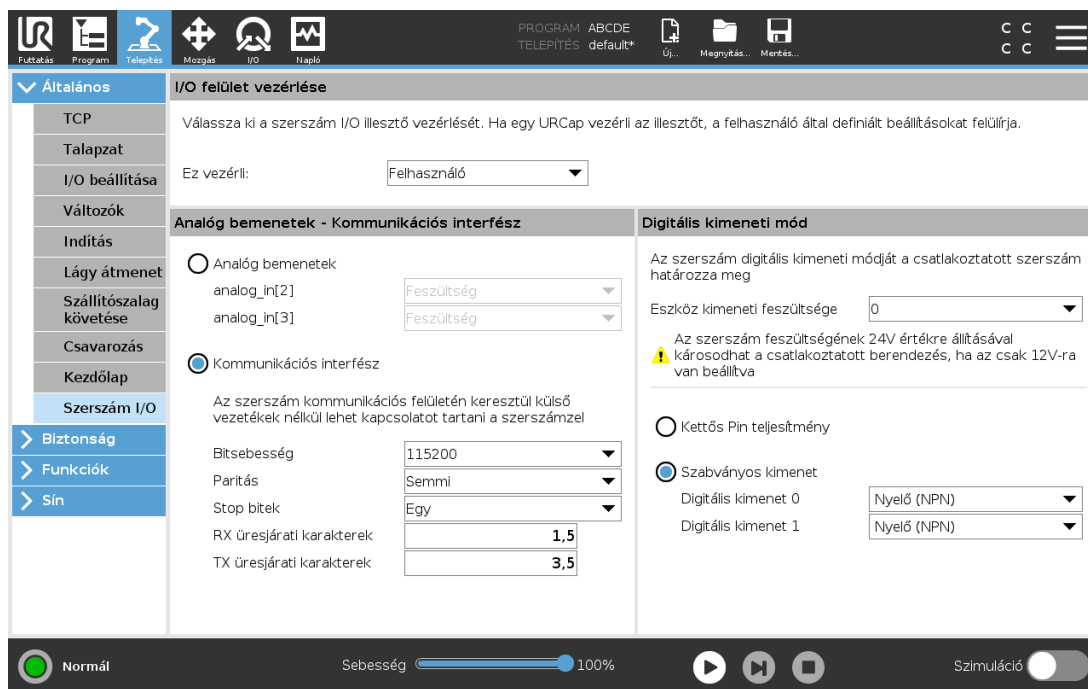 UR
PROGRAM ABCDE
TELEPÍTÉS default*
C C
C C
Futtatás Program Telepítés Mozgás I/O Napló Új... Megnyitás... Mentés...
Általános
TCP
Talapzat
I/O beállítása
Változók
Indítás
Lágy átmenet
Szállítószalag
követése
Csavarozás
Kezdőlap
Szerszám I/O
Biztonság
Funkciók
Sín
I/O felület vezérlése
Válassza ki a szerszám I/O illesztő vezérlését. Ha egy URCap vezérli az illesztőt, a felhasználó által definiált beállításokat felülírja.
Ez vezérli: Felhasználó
Analóg bemenetek - Kommunikációs interfész
Analóg bemenetek
analog_in[2] Feszültség
analog_in[3] Feszültség
Kommunikációs interfész
Az szerszám kommunikációs felületén keresztül külső
vezetékek nélkül lehet kapcsolatot tartani a szerszámzel
Bitsebesség 115200
Paritás Semmi
Stop bitek Egy
RX üresjárati karakterek 1,5
TX üresjárati karakterek 3,5
Digitális kimeneti mód
Az szerszám digitális kimeneti módját a csatlakoztatott szerszám
határozza meg
Eszköz kimeneti feszültsége 0
Az szerszám feszültségének 24V értékre állításával
károsodhat a csatlakoztatott berendezés, ha az csak 12V-ra
van beállítva
Kettős Pin teljesítmény
Szabványos kimenet
Digitális kimenet 0 Nyelő (NPN)
Digitális kimenet 1 Nyelő (NPN)
Normál
Sebesség 100%
Szimuláció